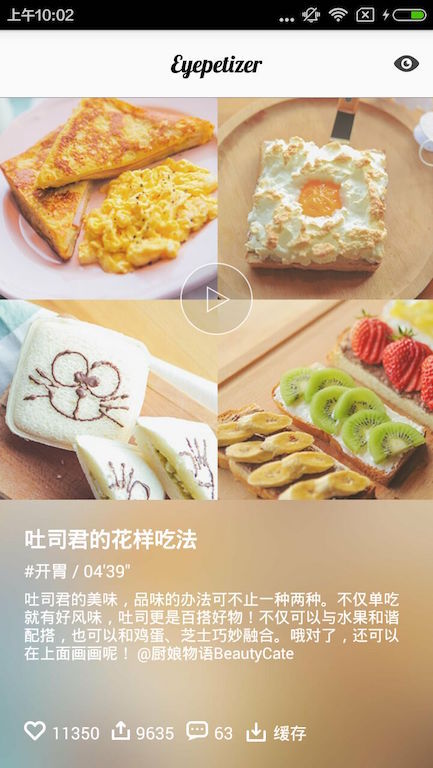 上午10:02
Eyepetizer
吐司君的花样吃法
#开胃 / 04'39"
吐司君的美味，品味的办法可不止一种两种。不仅单吃
就有好风味，吐司更是百搭好物！不仅可以与水果和谐
配搭，也可以和鸡蛋、芝士巧妙融合。哦对了，还可以
在上面画画呢！ @厨娘物语BeautyCate
11350 9635 63 缓存